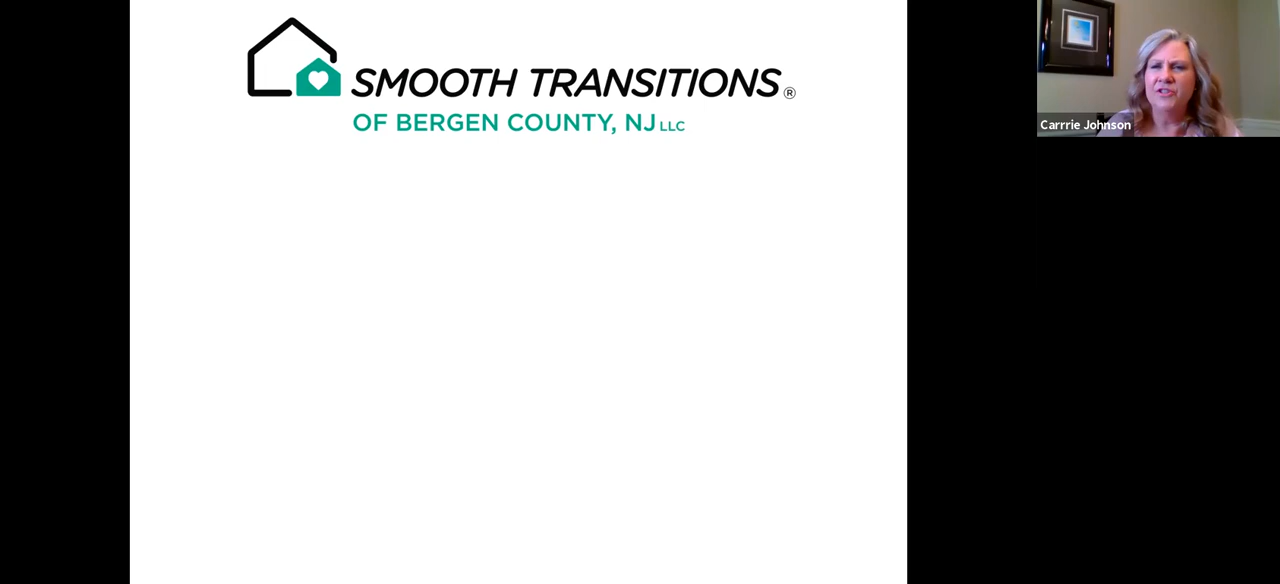 SMOOTH TRANSITIONS®
OF BERGEN COUNTY, NJ LLC
Carrrie Johnson